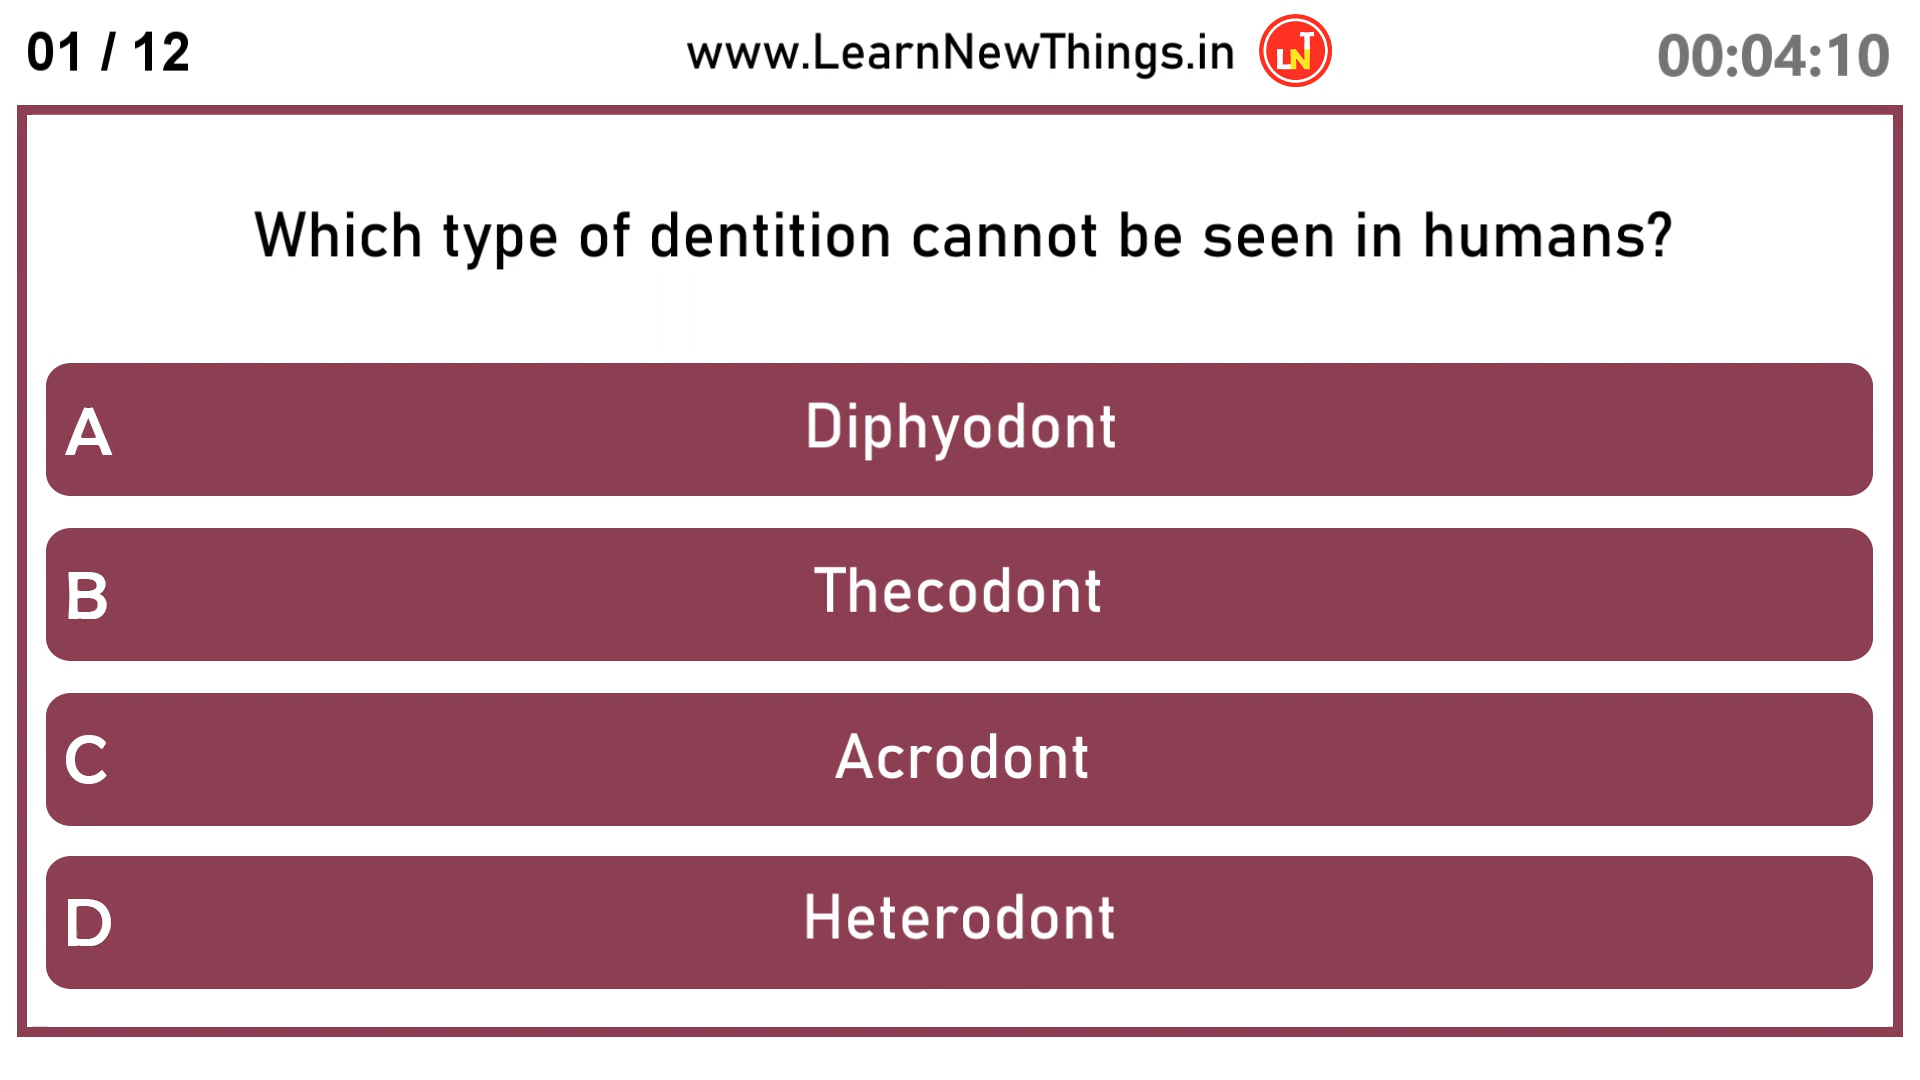 01 / 12
www.LearnNewThings.in
LNT
00:04:10
Which type of dentition cannot be seen in humans?
A Diphyodont
B Thecodont
C Acrodont
D Heterodont